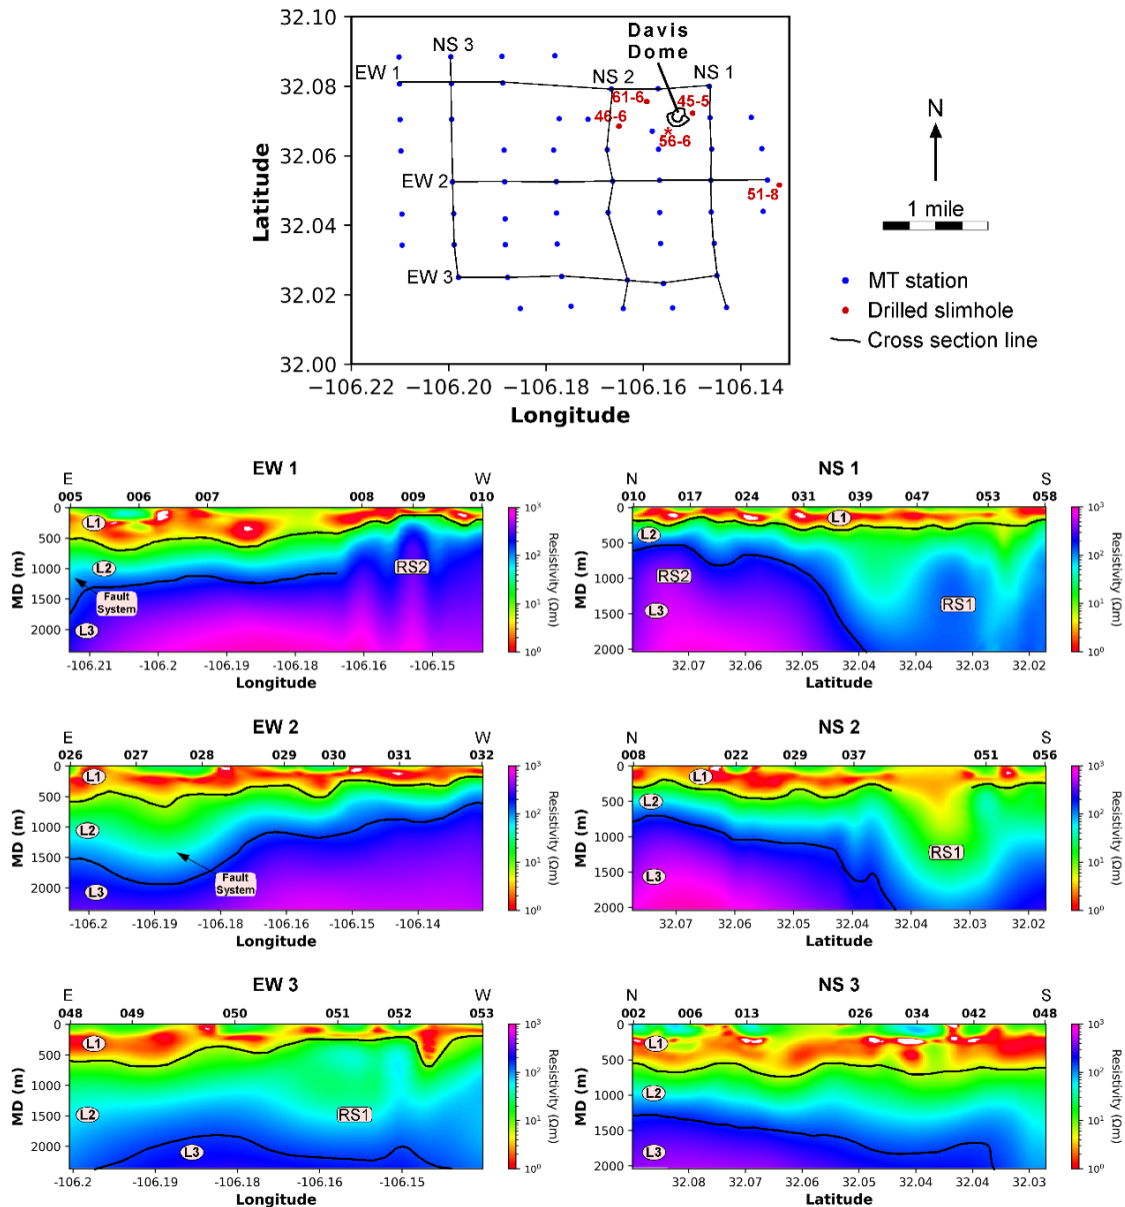 32.10
32.08
32.06
32.04
32.02
32.00
Latitude
−106.22 −106.20 −106.18 −106.16 −106.14
Longitude
NS 3
EW 1
NS 2
Davis
Dome
NS 1
61-6
45-5
46-6
56-6
EW 2
51-8
EW 3
N
1 mile
MT station
Drilled slimhole
Cross section line
EW 1
E W
005 006 007 008 009 010
0
500
1000
1500
2000
MD (m)
L1
L2
L3
Fault
System
RS2
-106.21 -106.2 -106.19 -106.18 -106.16 -106.16 -106.15
Longitude
10³
10²
10¹
10⁰
Resistivity (Ωm)
NS 1
N S
010 017 024 031 039 047 053 058
0
500
1000
1500
2000
MD (m)
L1
L2
RS2
L3
RS1
32.07 32.06 32.05 32.04 32.04 32.03 32.02
Latitude
10³
10²
10¹
10⁰
Resistivity (Ωm)
EW 2
E W
026 027 028 029 030 031 032
0
500
1000
1500
2000
MD (m)
L1
L2
L3
Fault
System
-106.2 -106.19 -106.18 -106.16 -106.15 -106.14
Longitude
10³
10²
10¹
10⁰
Resistivity (Ωm)
NS 2
N S
008 022 029 037 051 056
0
500
1000
1500
2000
MD (m)
L1
L2
L3
RS1
32.07 32.06 32.05 32.04 32.04 32.03 32.02
Latitude
10³
10²
10¹
10⁰
Resistivity (Ωm)
EW 3
E W
048 049 050 051 052 053
0
500
1000
1500
2000
MD (m)
L1
L2
L3
RS1
-106.2 -106.19 -106.18 -106.16 -106.15
Longitude
10³
10²
10¹
10⁰
Resistivity (Ωm)
NS 3
N S
002 006 013 026 034 042 048
0
500
1000
1500
2000
MD (m)
L1
L2
L3
32.08 32.07 32.06 32.05 32.04 32.04 32.03
Latitude
10³
10²
10¹
10⁰
Resistivity (Ωm)